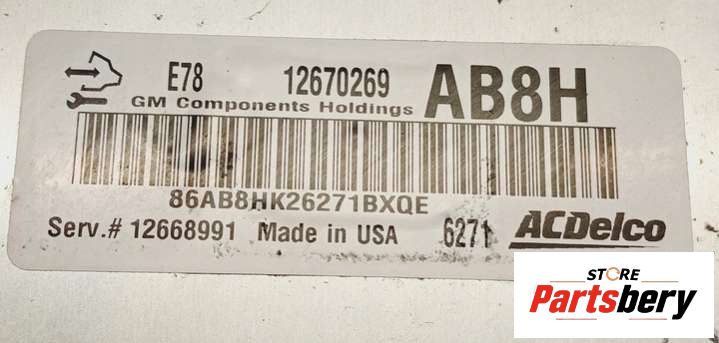 E78 12670269 AB8H
GM Components Holdings
86AB8HK26271BXQE
Serv.# 12668991 Made in USA 6271 ACDelco
STORE
Partsbery